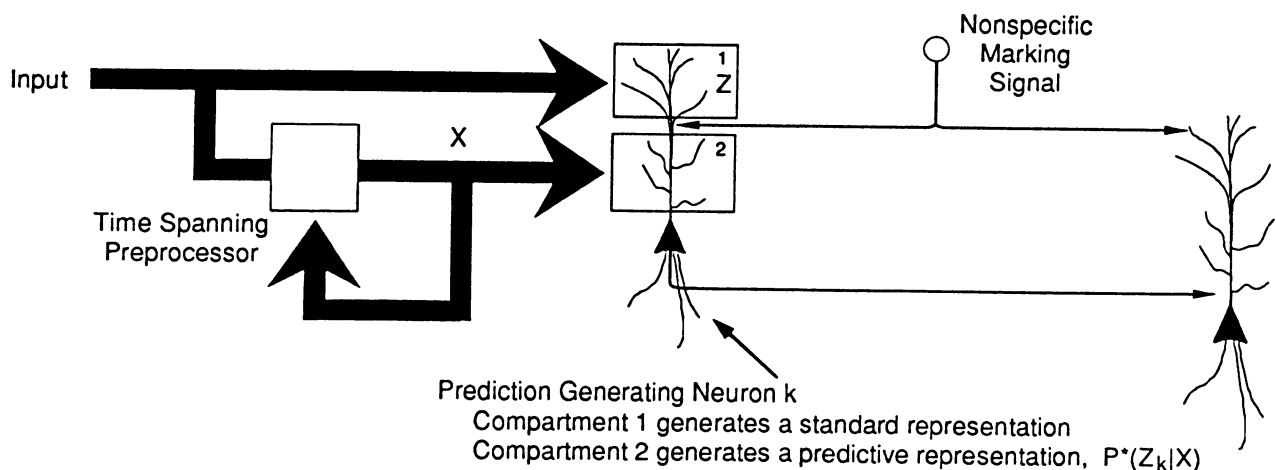 Nonspecific
Marking
Signal
Input
1
Z
X
2
Time Spanning
Preprocessor
Prediction Generating Neuron k
Compartment 1 generates a standard representation
Compartment 2 generates a predictive representation, P*(Zk|X)